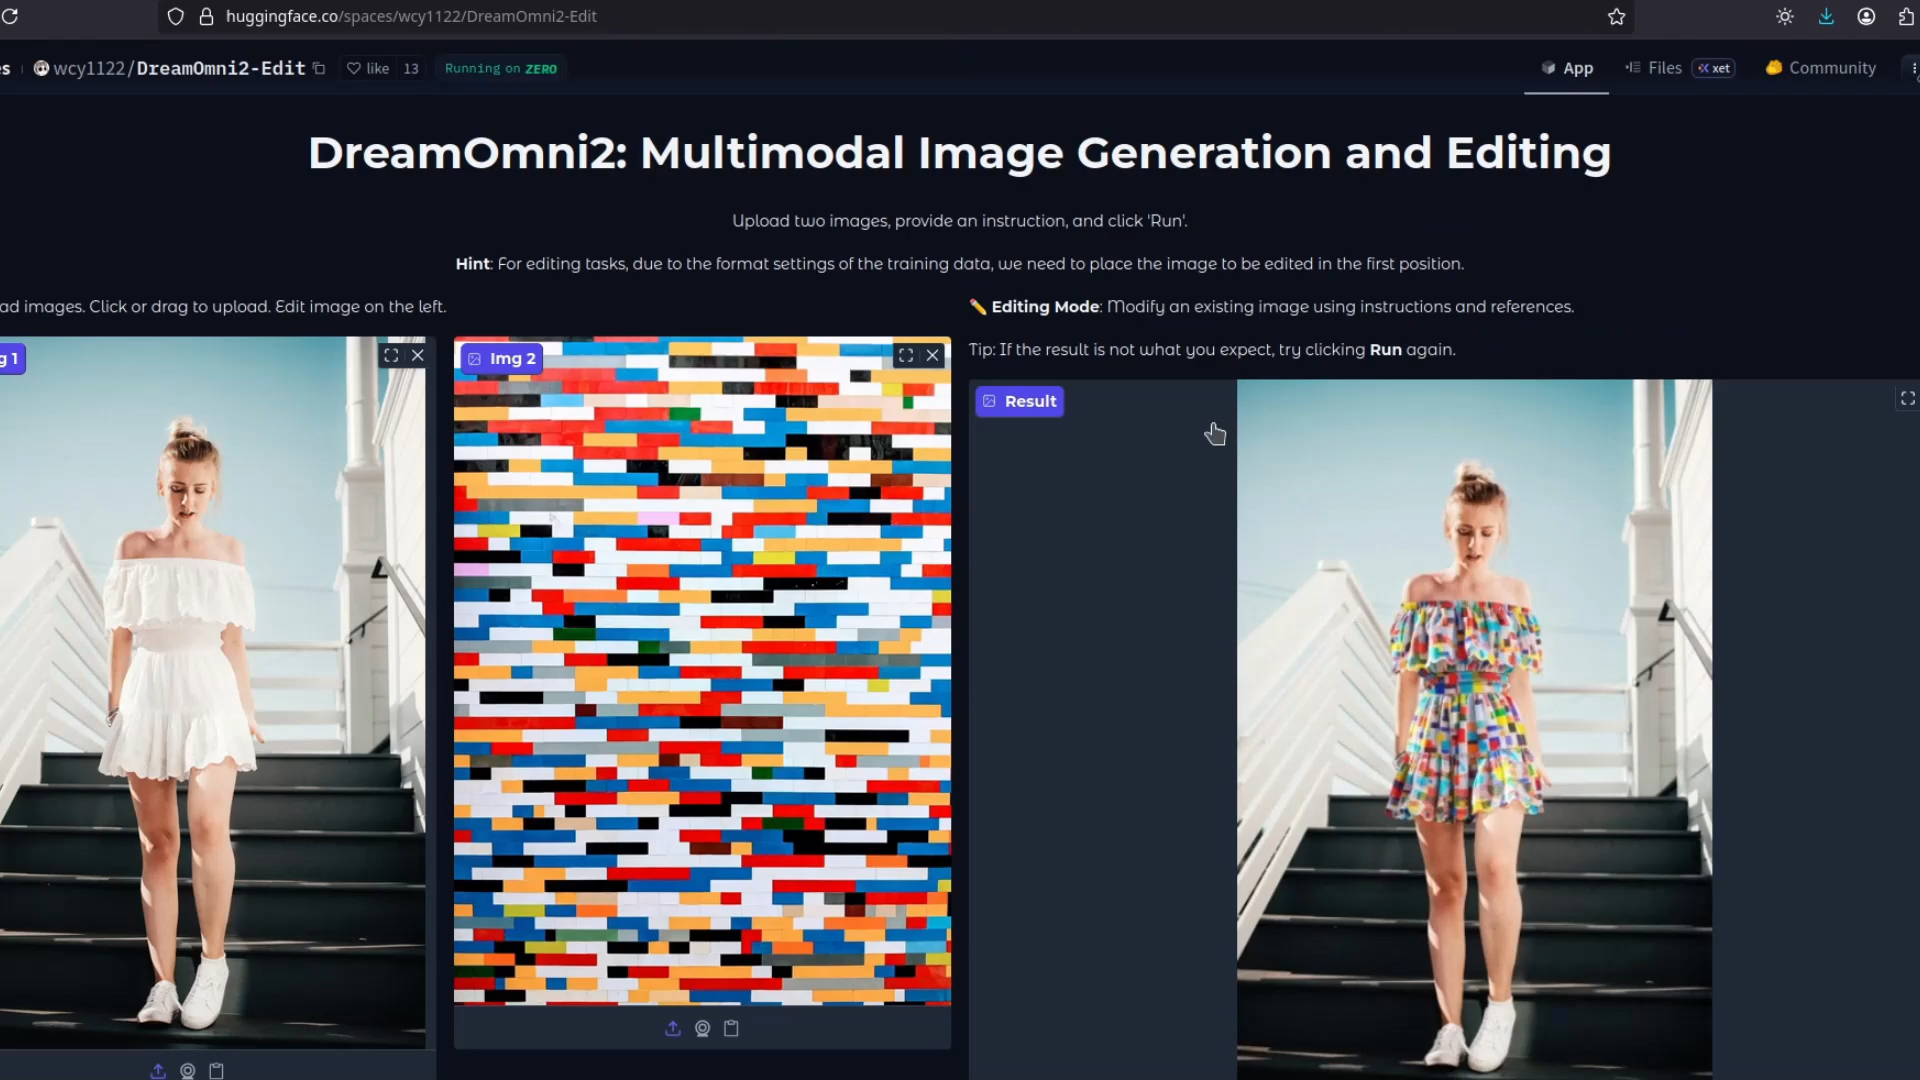 huggingface.co/spaces/wcy1122/DreamOmni2-Edit
es wcy1122/DreamOmni2-Edit like 13 Running on ZERO App Files xet Community
DreamOmni2: Multimodal Image Generation and Editing
Upload two images, provide an instruction, and click 'Run'.
Hint: For editing tasks, due to the format settings of the training data, we need to place the image to be edited in the first position.
ad images. Click or drag to upload. Edit image on the left.
✏️ Editing Mode: Modify an existing image using instructions and references.
Tip: If the result is not what you expect, try clicking Run again.
g 1
Img 2
Result